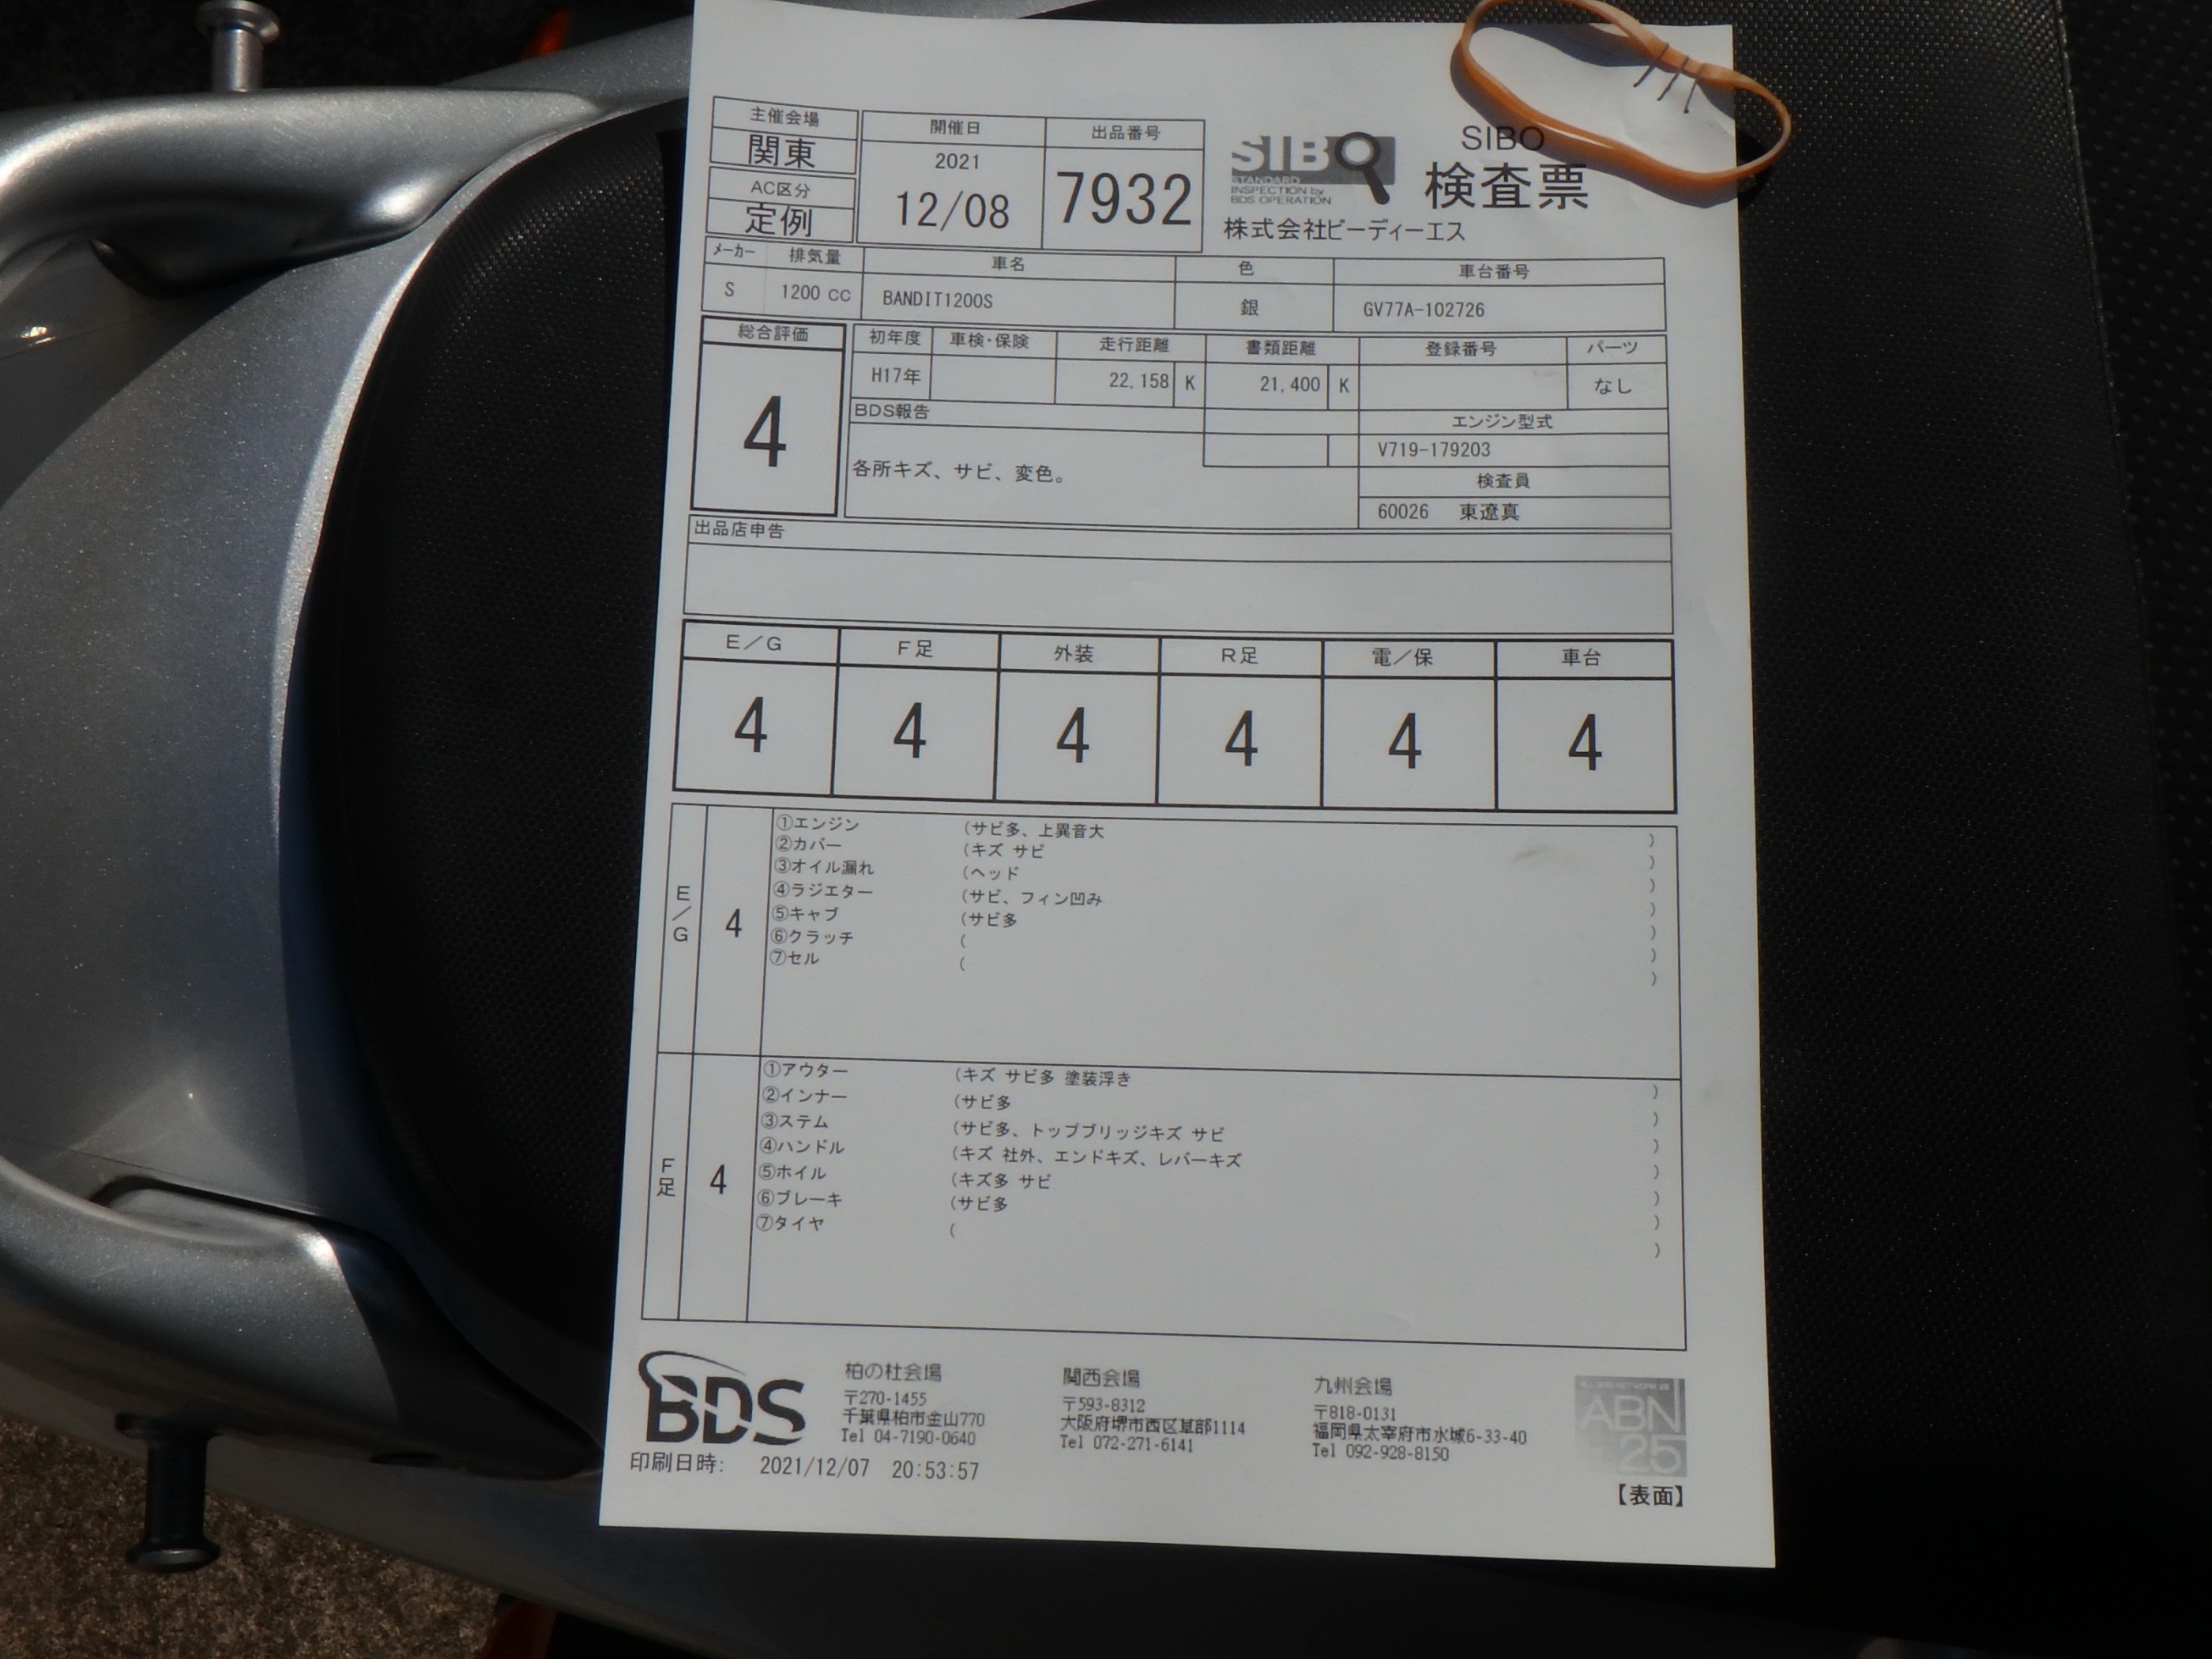 主催会場
関東
AC区分
定例
開催日
2021
12/08
出品番号
7932
SIBO
STANDARD
INSPECTION by
BDS OPERATION
SIBO
検査票
株式会社ビーディーエス
メーカー 排気量 車名 色 車台番号
S 1200 CC BANDIT1200S 銀 GV77A-102726
総合評価
4
初年度 車検・保険 走行距離 書類距離 登録番号 パーツ
H17年 22,158 K 21,400 K なし
BDS報告
各所キズ、サビ、変色。
エンジン型式
V719-179203
検査員
60026 東遼真
出品店申告
E/G F足 外装 R足 電/保 車台
4 4 4 4 4 4
E/G
4
①エンジン (サビ多、上異音大 )
②カバー (キズ サビ )
③オイル漏れ (ヘッド )
④ラジエター (サビ、フィン凹み )
⑤キャブ (サビ多 )
⑥クラッチ ( )
⑦セル ( )
F足
4
①アウター (キズ サビ多 塗装浮き )
②インナー (サビ多 )
③ステム (サビ多、トップブリッジキズ サビ )
④ハンドル (キズ 社外、エンドキズ、レバーキズ )
⑤ホイル (キズ多 サビ )
⑥ブレーキ (サビ多 )
⑦タイヤ ( )
BDS
柏の杜会場
〒270-1455
千葉県柏市金山770
Tel 04-7190-0640
関西会場
〒593-8312
大阪府堺市西区草部1114
Tel 072-271-6141
九州会場
〒818-0131
福岡県太宰府市水城6-33-40
Tel 092-928-8150
ABN
25
印刷日時: 2021/12/07 20:53:57
【表面】